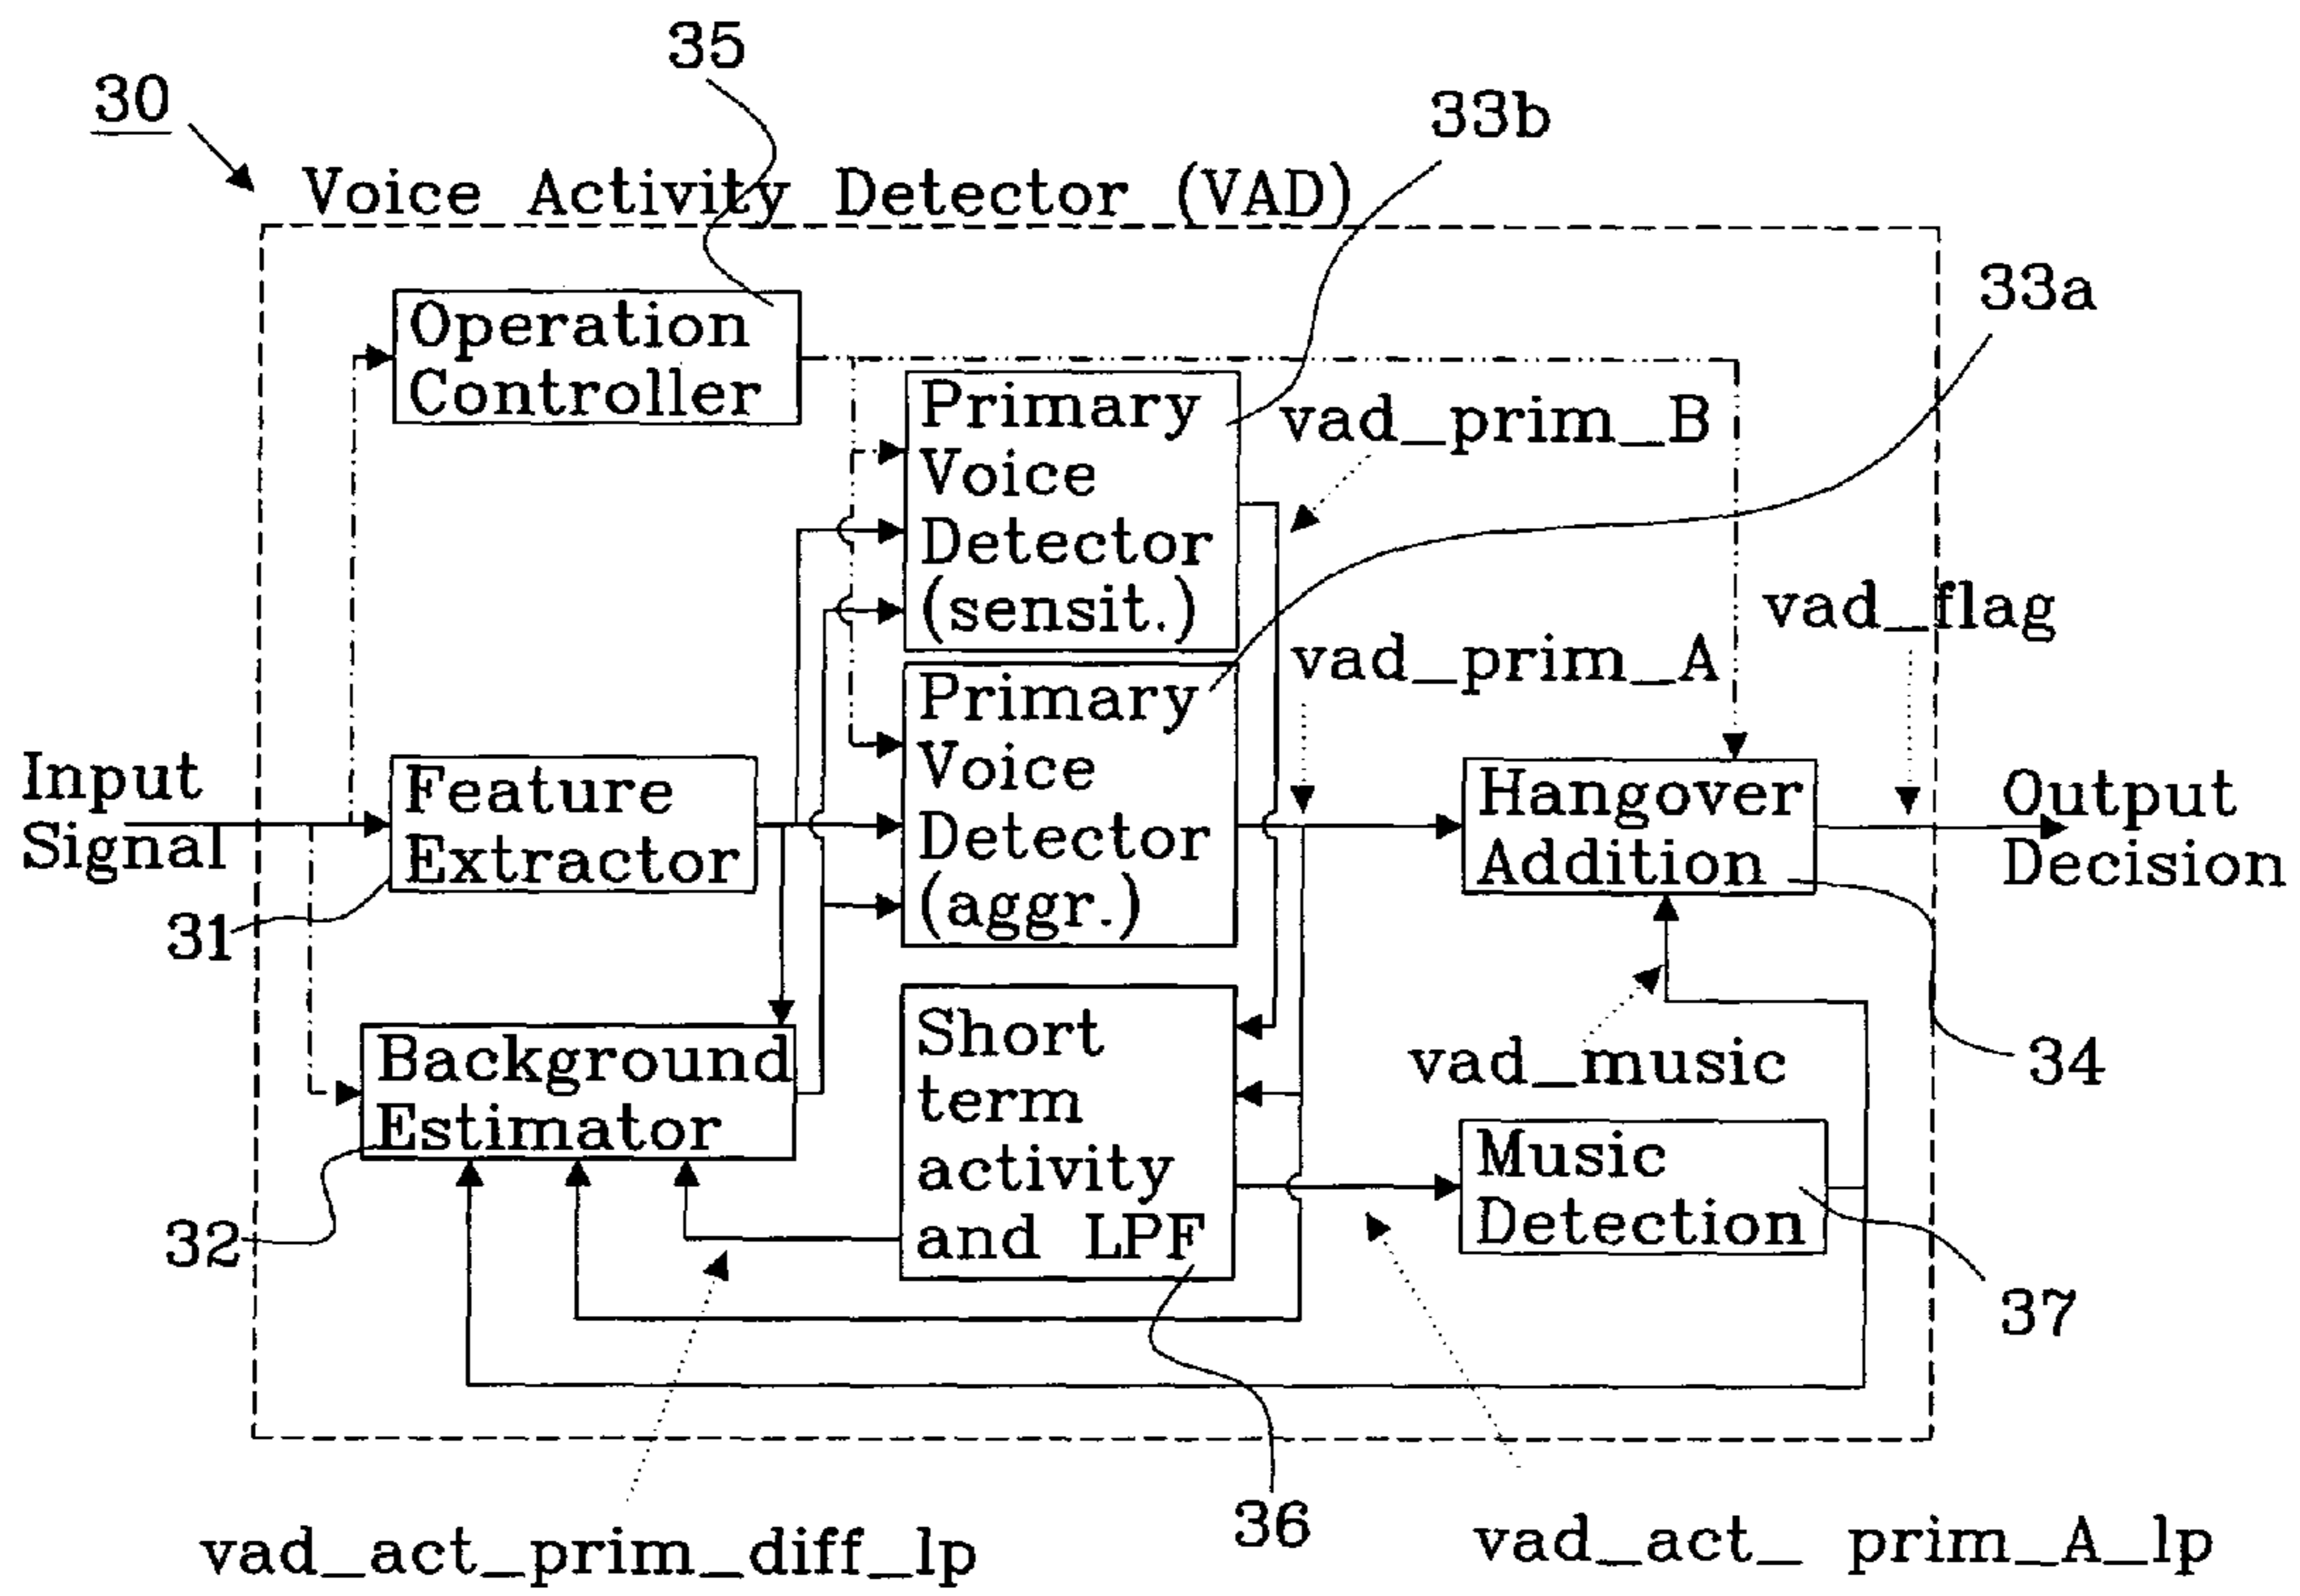 35
30
33b
Voice Activity Detector (VAD)
33a
Operation
Controller
Primary
Voice
Detector
(sensit.)
vad_prim_B
vad_flag
vad_prim_A
Primary
Voice
Detector
(aggr.)
Input
Signal
Feature
Extractor
Hangover
Addition
Output
Decision
31
Short
term
activity
and LPF
Background
Estimator
vad_music
34
Music
Detection
32
37
36
vad_act_prim_diff_lp
vad_act_ prim_A_lp